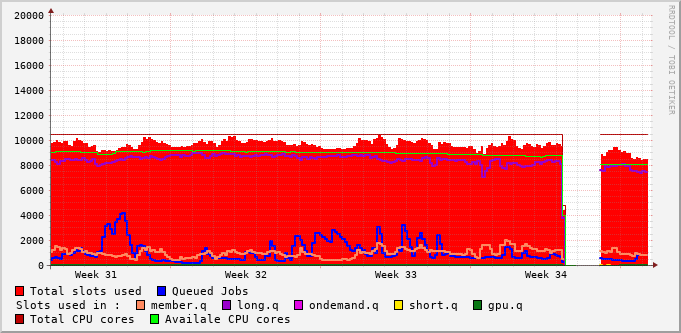 20000
18000
16000
14000
12000
10000
8000
6000
4000
2000
0
Week 31 Week 32 Week 33 Week 34
Total slots used Queued Jobs
Slots used in : member.q long.q ondemand.q short.q gpu.q
Total CPU cores Availale CPU cores
RRDTOOL / TOBI OETIKER